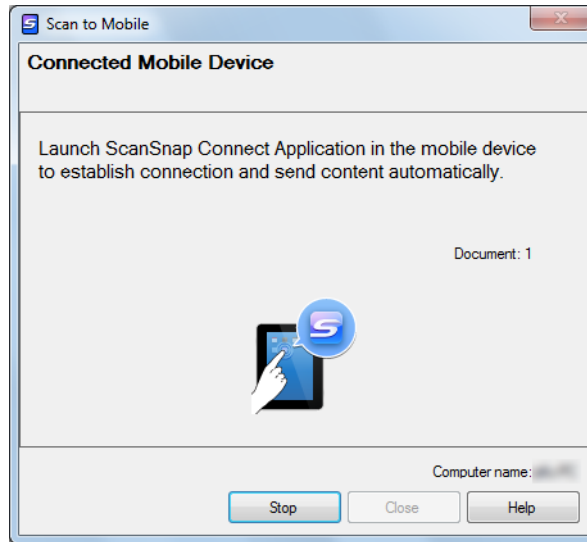 Scan to Mobile
Connected Mobile Device
Launch ScanSnap Connect Application in the mobile device
to establish connection and send content automatically.
Document: 1
S
Computer name:
Stop
Close
Help